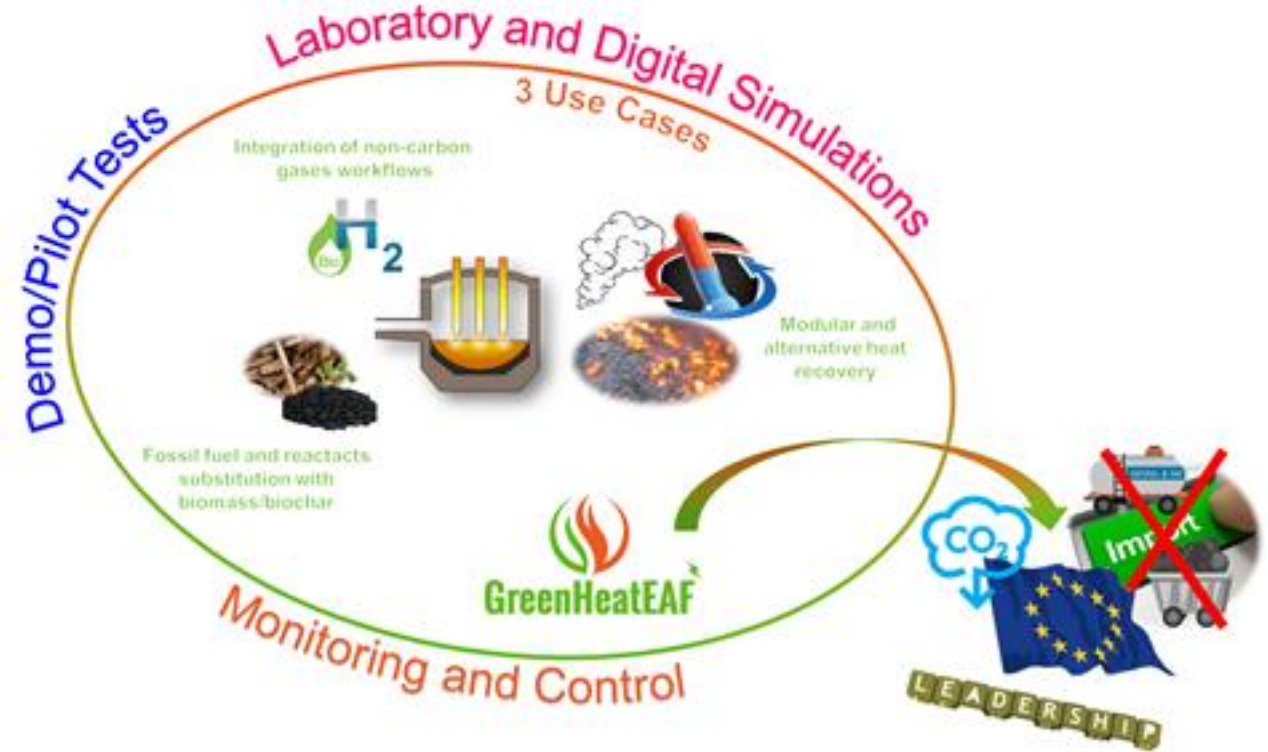 Laboratory and Digital Simulations
3 Use Cases
Demo/Pilot Tests
Integration of non-carbon
gases workflows
Bio
H2
Modular and
alternative heat
recovery
Fossil fuel and reactacts
substitution with
biomass/biochar
GreenHeatEAF
Monitoring and Control
CO2
Import
LEADERSHIP